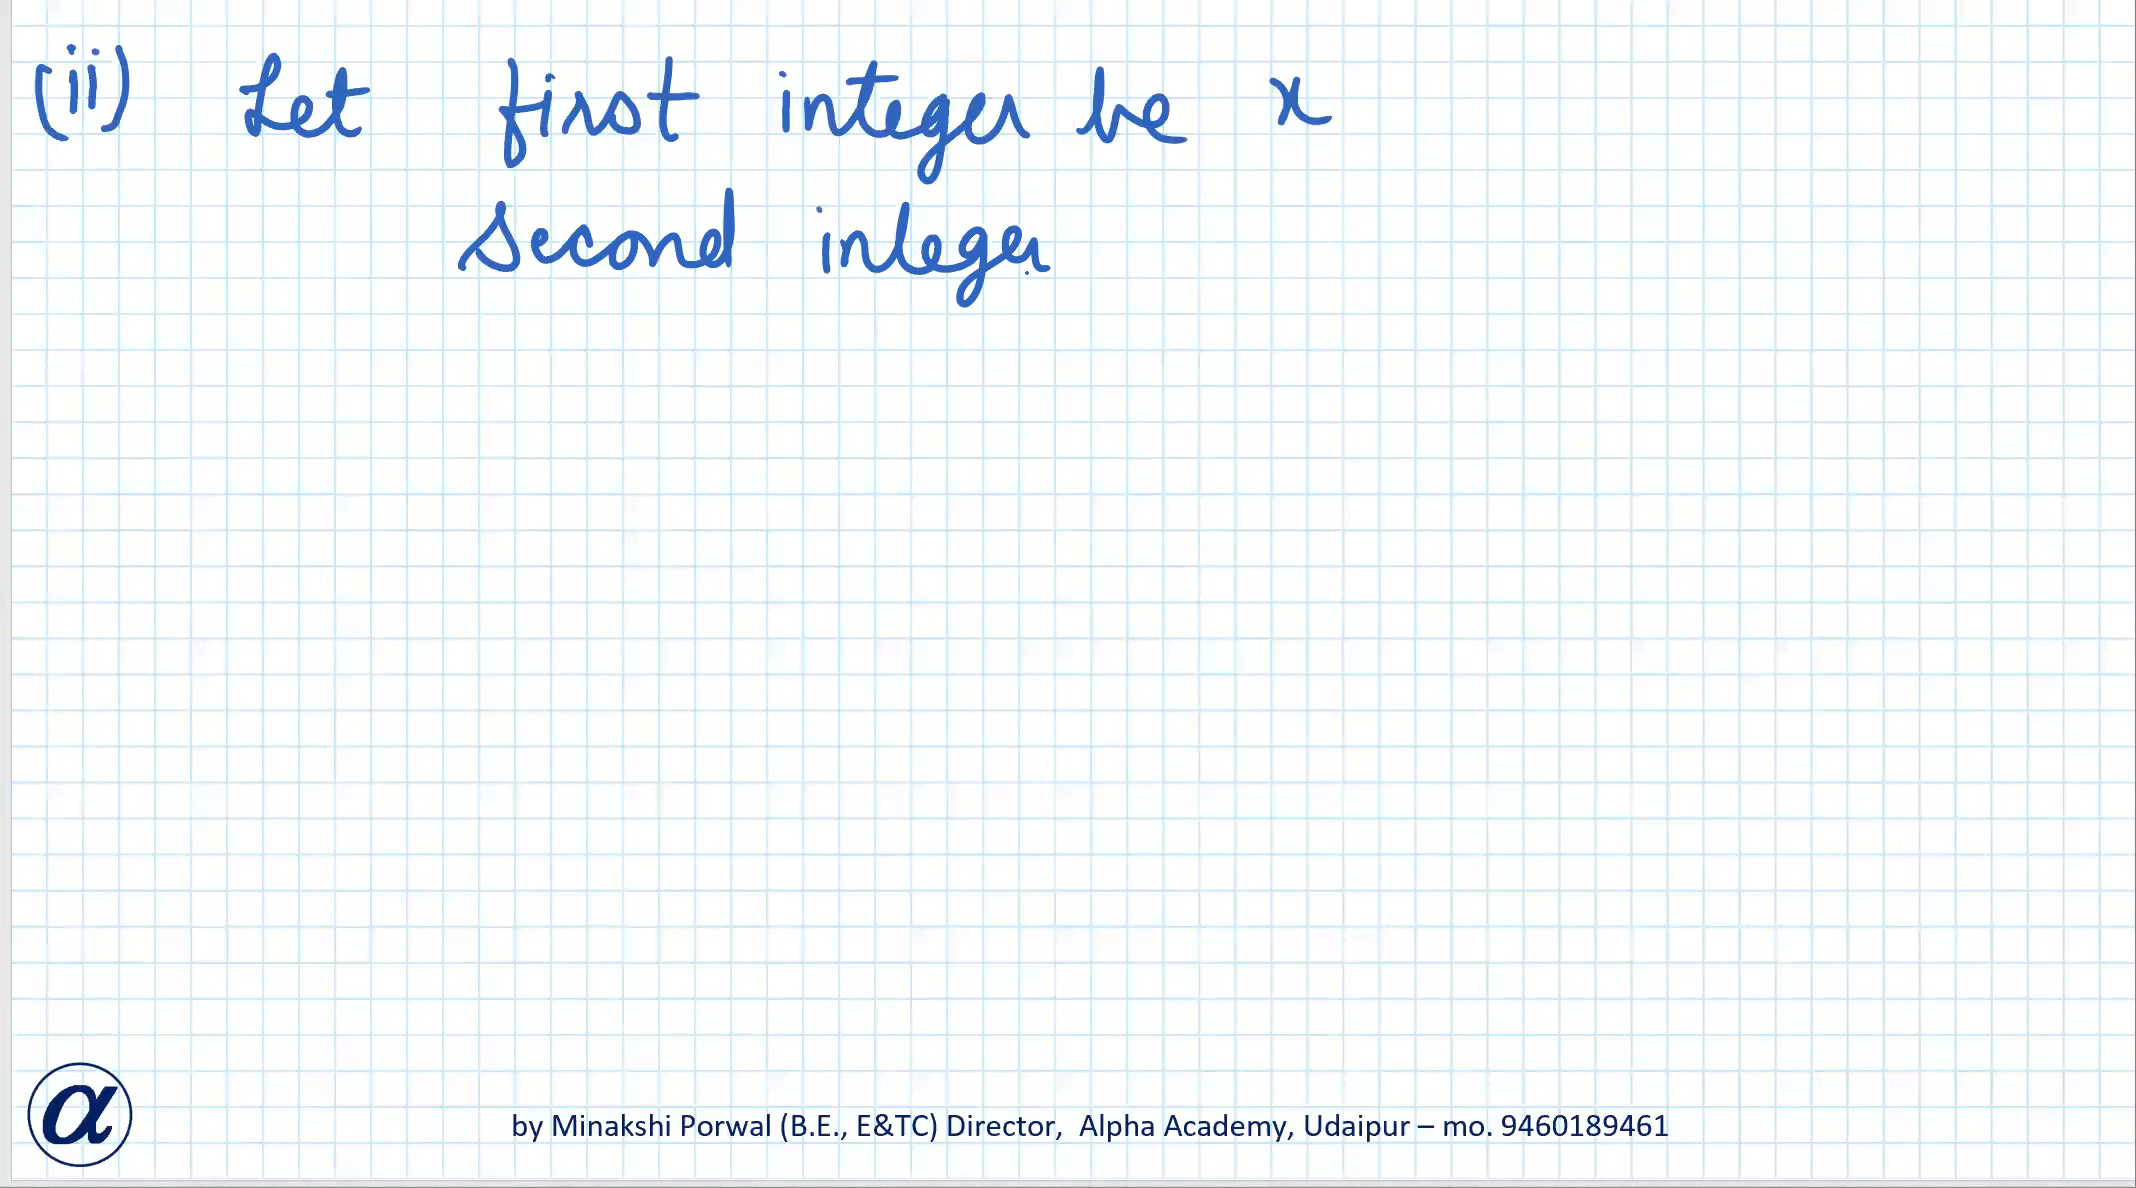 (ii) Let first integer be x
second integer
α
by Minakshi Porwal (B.E., E&TC) Director, Alpha Academy, Udaipur – mo. 9460189461